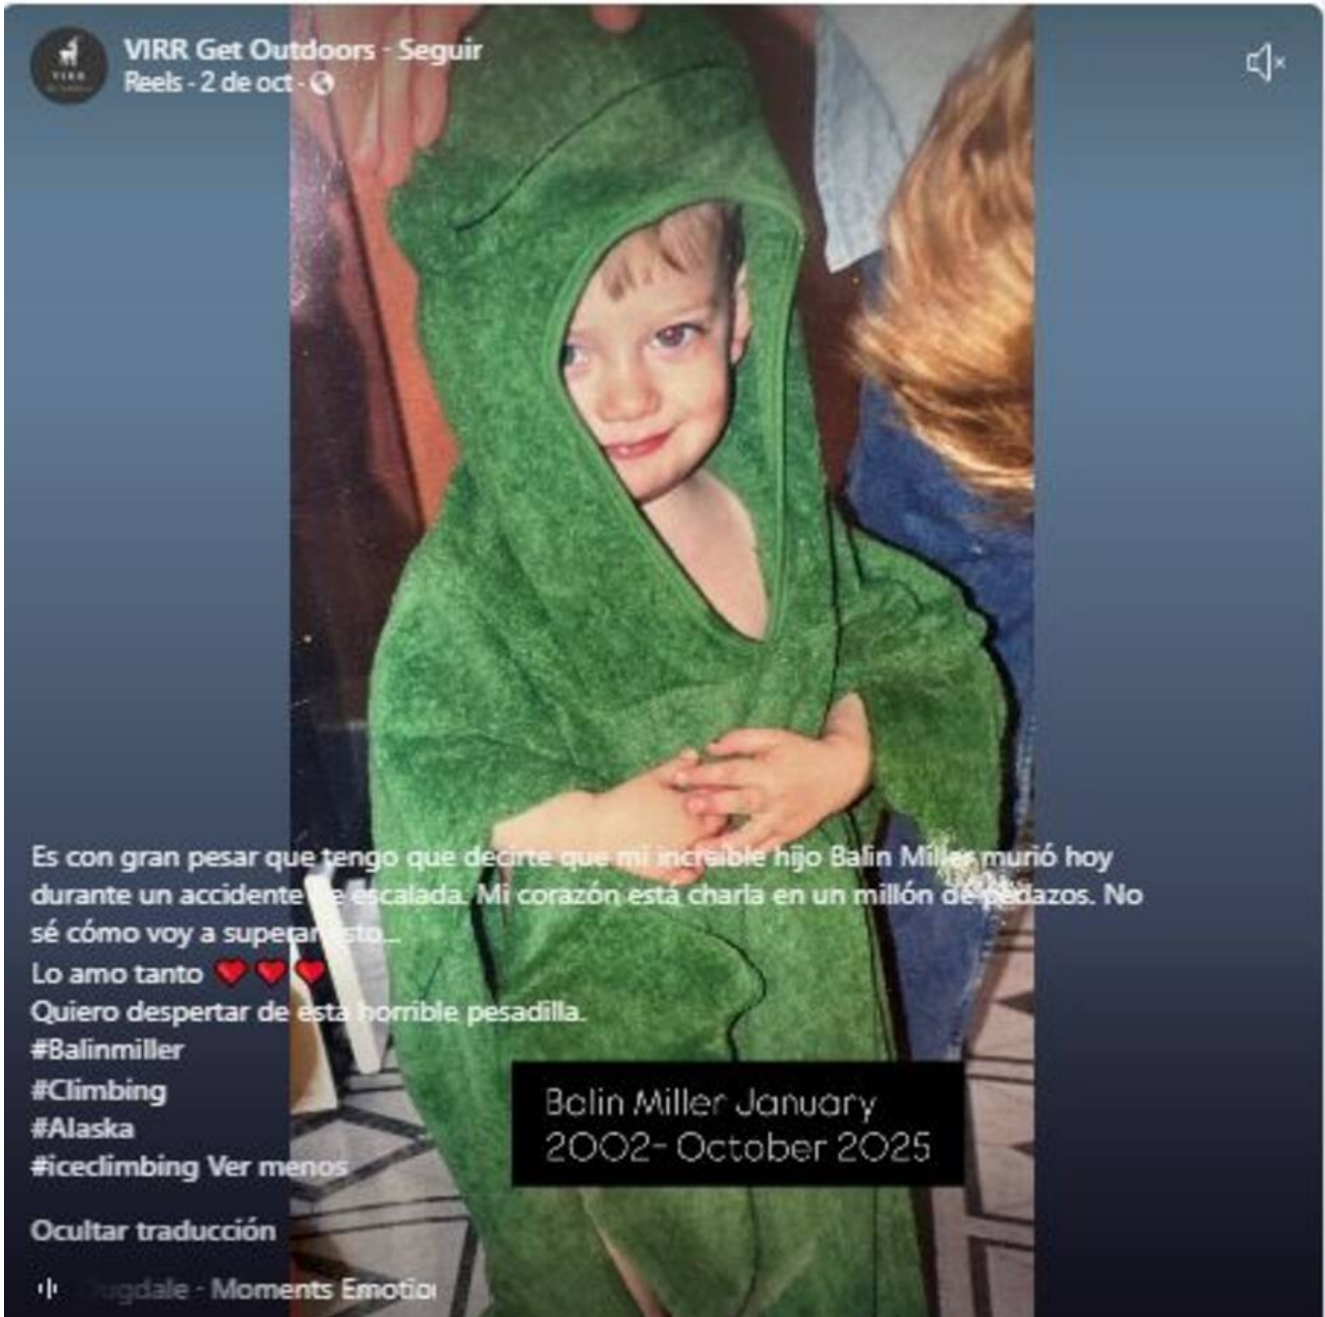 VIRR Get Outdoors · Seguir
Reels · 2 de oct ·
VIRR
Es con gran pesar que tengo que decirte que mi increíble hijo Balin Miller murió hoy
durante un accidente de escalada. Mi corazón está charla en un millón de pedazos. No
sé cómo voy a superar esto...
Lo amo tanto ❤️❤️❤️
Quiero despertar de esta horrible pesadilla.
#Balinmiller
#Climbing
#Alaska
#iceclimbing Ver menos
Balin Miller January
2002- October 2025
Ocultar traducción
ugdale · Moments Emotio